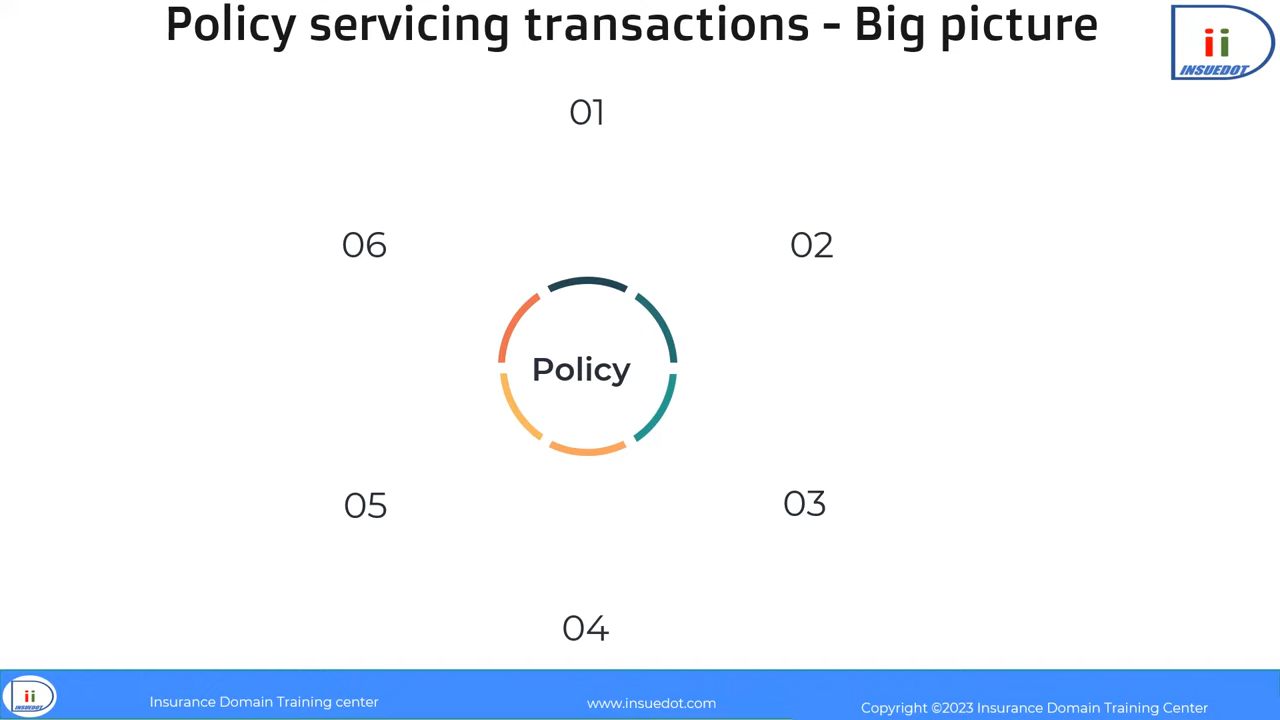 Policy servicing transactions - Big picture
ii
INSUEDOT
01
06
02
Policy
05
03
04
ii
INSUEDOT
Insurance Domain Training center
www.insuedot.com
Copyright ©2023 Insurance Domain Training Center